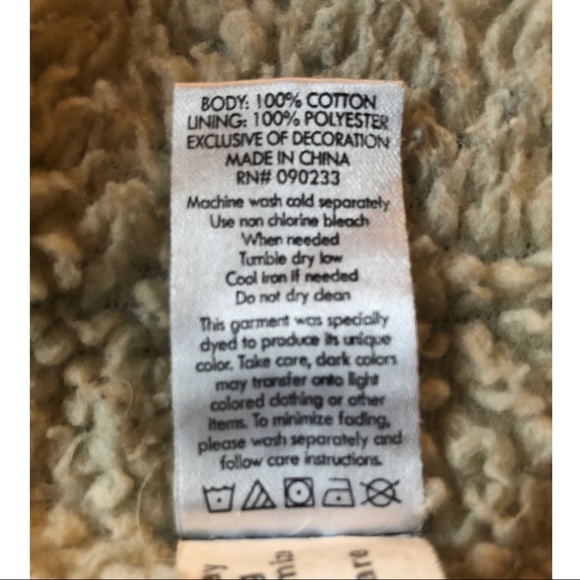 BODY: 100% COTTON
LINING: 100% POLYESTER
EXCLUSIVE OF DECORATION
MADE IN CHINA
RN# 090233
Machine wash cold separately
Use non chlorine bleach
When needed
Tumble dry low
Cool iron if needed
Do not dry clean
This garment was specially
dyed to produce its unique
color. Take care, dark colors
may transfer onto light
colored clothing or other
items. To minimize fading,
please wash separately and
follow care instructions.